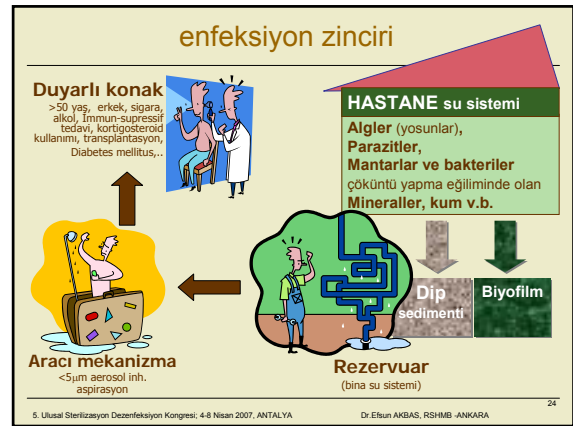 enfeksiyon zinciri
Duyarlı konak
>50 yaş, erkek, sigara,
alkol, İmmun-supressif
tedavi, kortigosteroid
kullanımı, transplantasyon,
Diabetes mellitus,..
HASTANE su sistemi
Algler (yosunlar),
Parazitler,
Mantarlar ve bakteriler
çöküntü yapma eğiliminde olan
Mineraller, kum v.b.
Dip
sedimenti
Biyofilm
Rezervuar
(bina su sistemi)
Aracı mekanizma
<5µm aerosol inh.
aspirasyon
24
5. Ulusal Sterilizasyon Dezenfeksiyon Kongresi; 4-8 Nisan 2007, ANTALYA
Dr.Efsun AKBAS, RSHMB -ANKARA